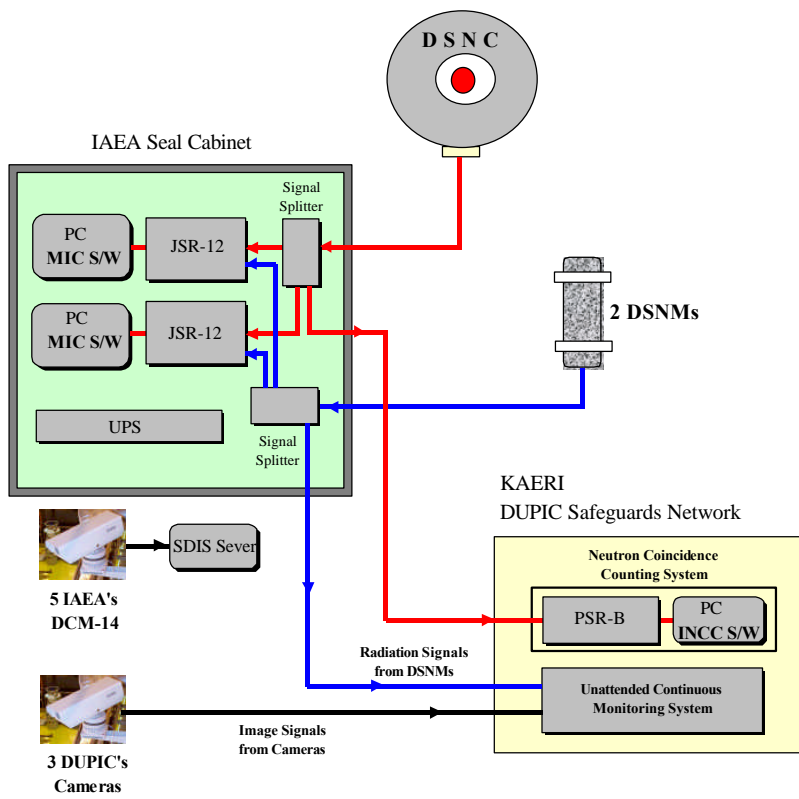 D S N C
IAEA Seal Cabinet
Signal
Splitter
PC
MIC S/W
JSR-12
PC
MIC S/W
JSR-12
2 DSNMs
UPS
Signal
Splitter
KAERI
DUPIC Safeguards Network
SDIS Sever
5 IAEA's
DCM-14
Neutron Coincidence
Counting System
PSR-B
PC
INCC S/W
Radiation Signals
from DSNMs
Unattended Continuous
Monitoring System
Image Signals
from Cameras
3 DUPIC's
Cameras